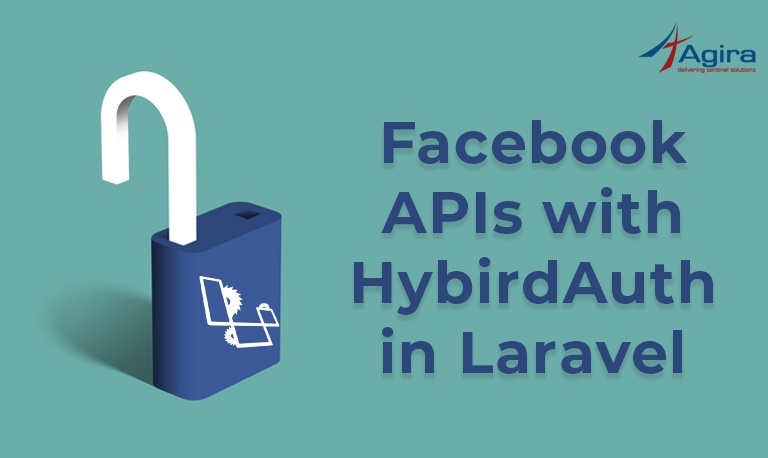 Agira
delivering sentinel solutions
Facebook
APIs with
HybirdAuth
in Laravel